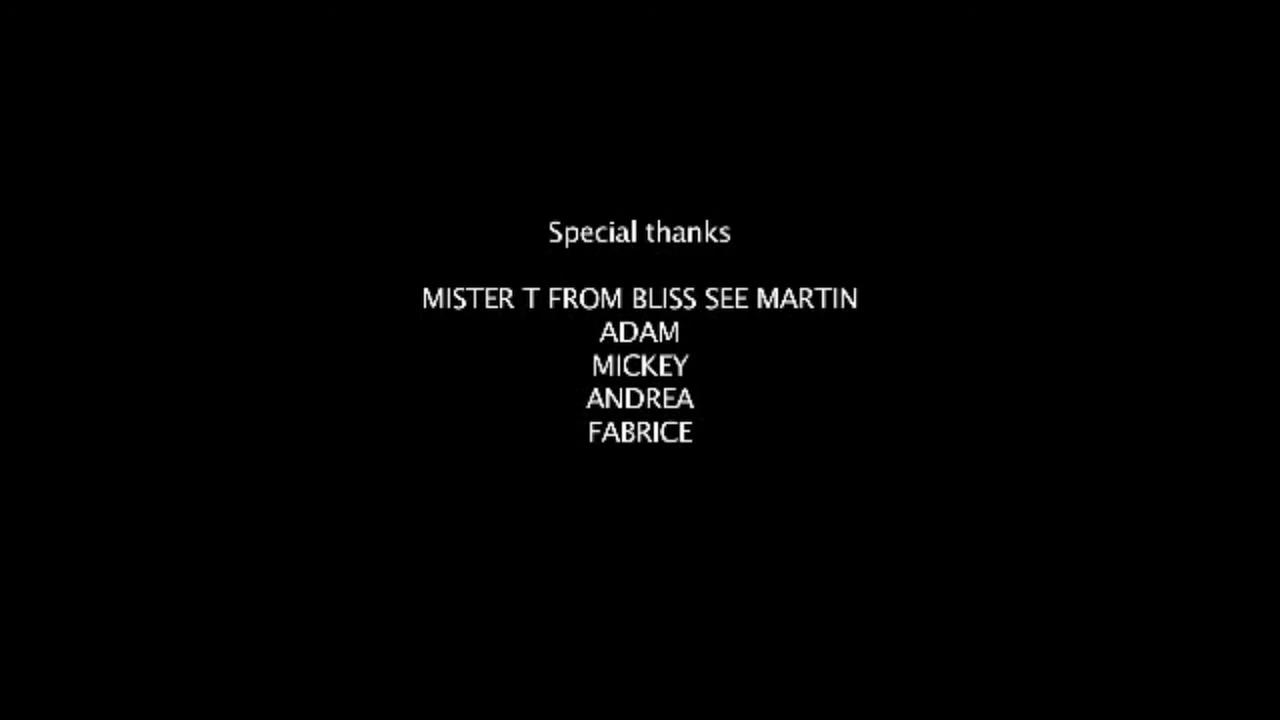 Special thanks
MISTER T FROM BLISS SEE MARTIN
ADAM
MICKEY
ANDREA
FABRICE